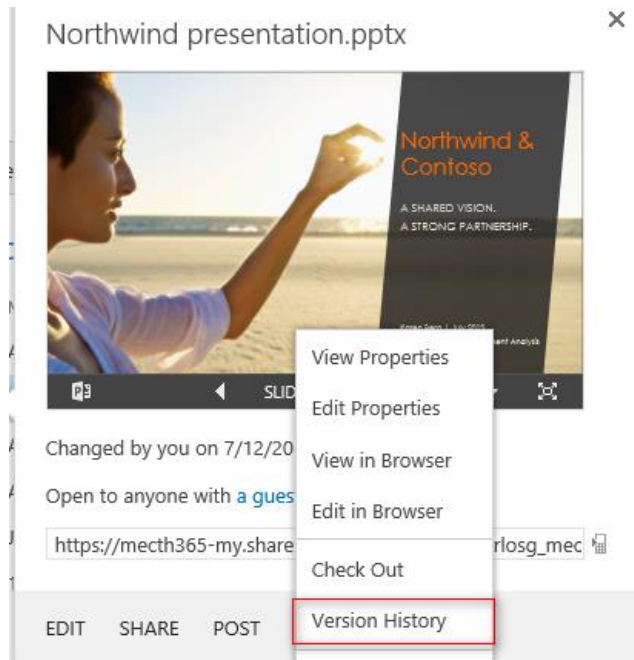 Northwind presentation.pptx
Northwind &
Contoso
A SHARED VISION.
A STRONG PARTNERSHIP.
View Properties
SLID
Edit Properties
Changed by you on 7/12/20
View in Browser
Open to anyone with a gues
Edit in Browser
https://mecth365-my.share
rlosg_mec
Check Out
EDIT SHARE POST
Version History